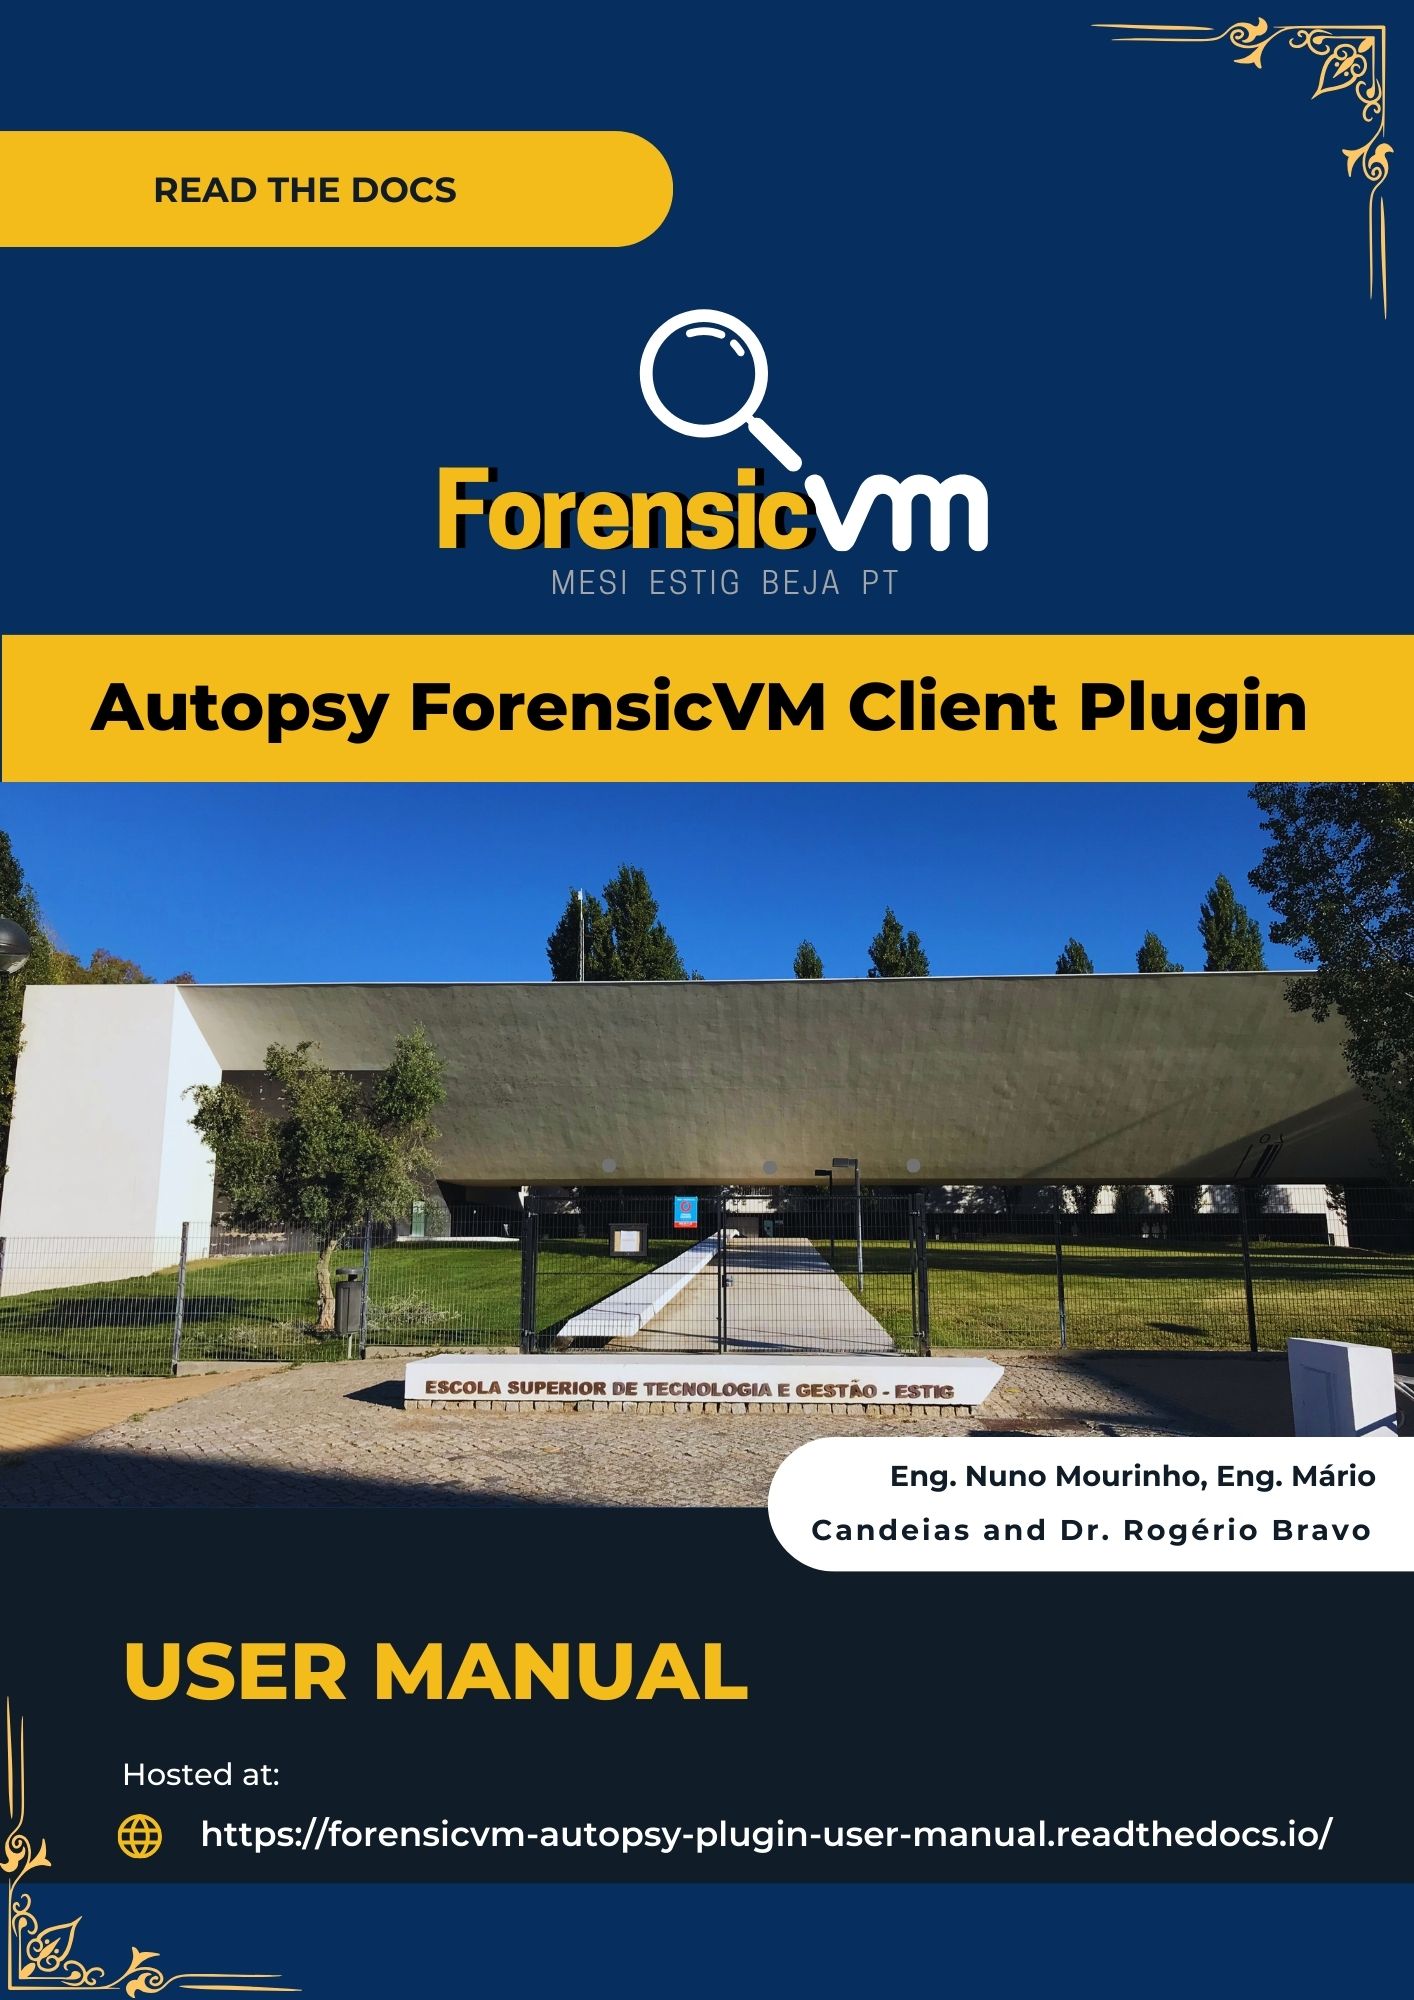 READ THE DOCS
Forensicvm
MESI ESTIG BEJA PT
Autopsy ForensicVM Client Plugin
ESCOLA SUPERIOR DE TECNOLOGIA E GESTÃO - ESTIG
Eng. Nuno Mourinho, Eng. Mário
Candeias and Dr. Rogério Bravo
USER MANUAL
Hosted at:
https://forensicvm-autopsy-plugin-user-manual.readthedocs.io/